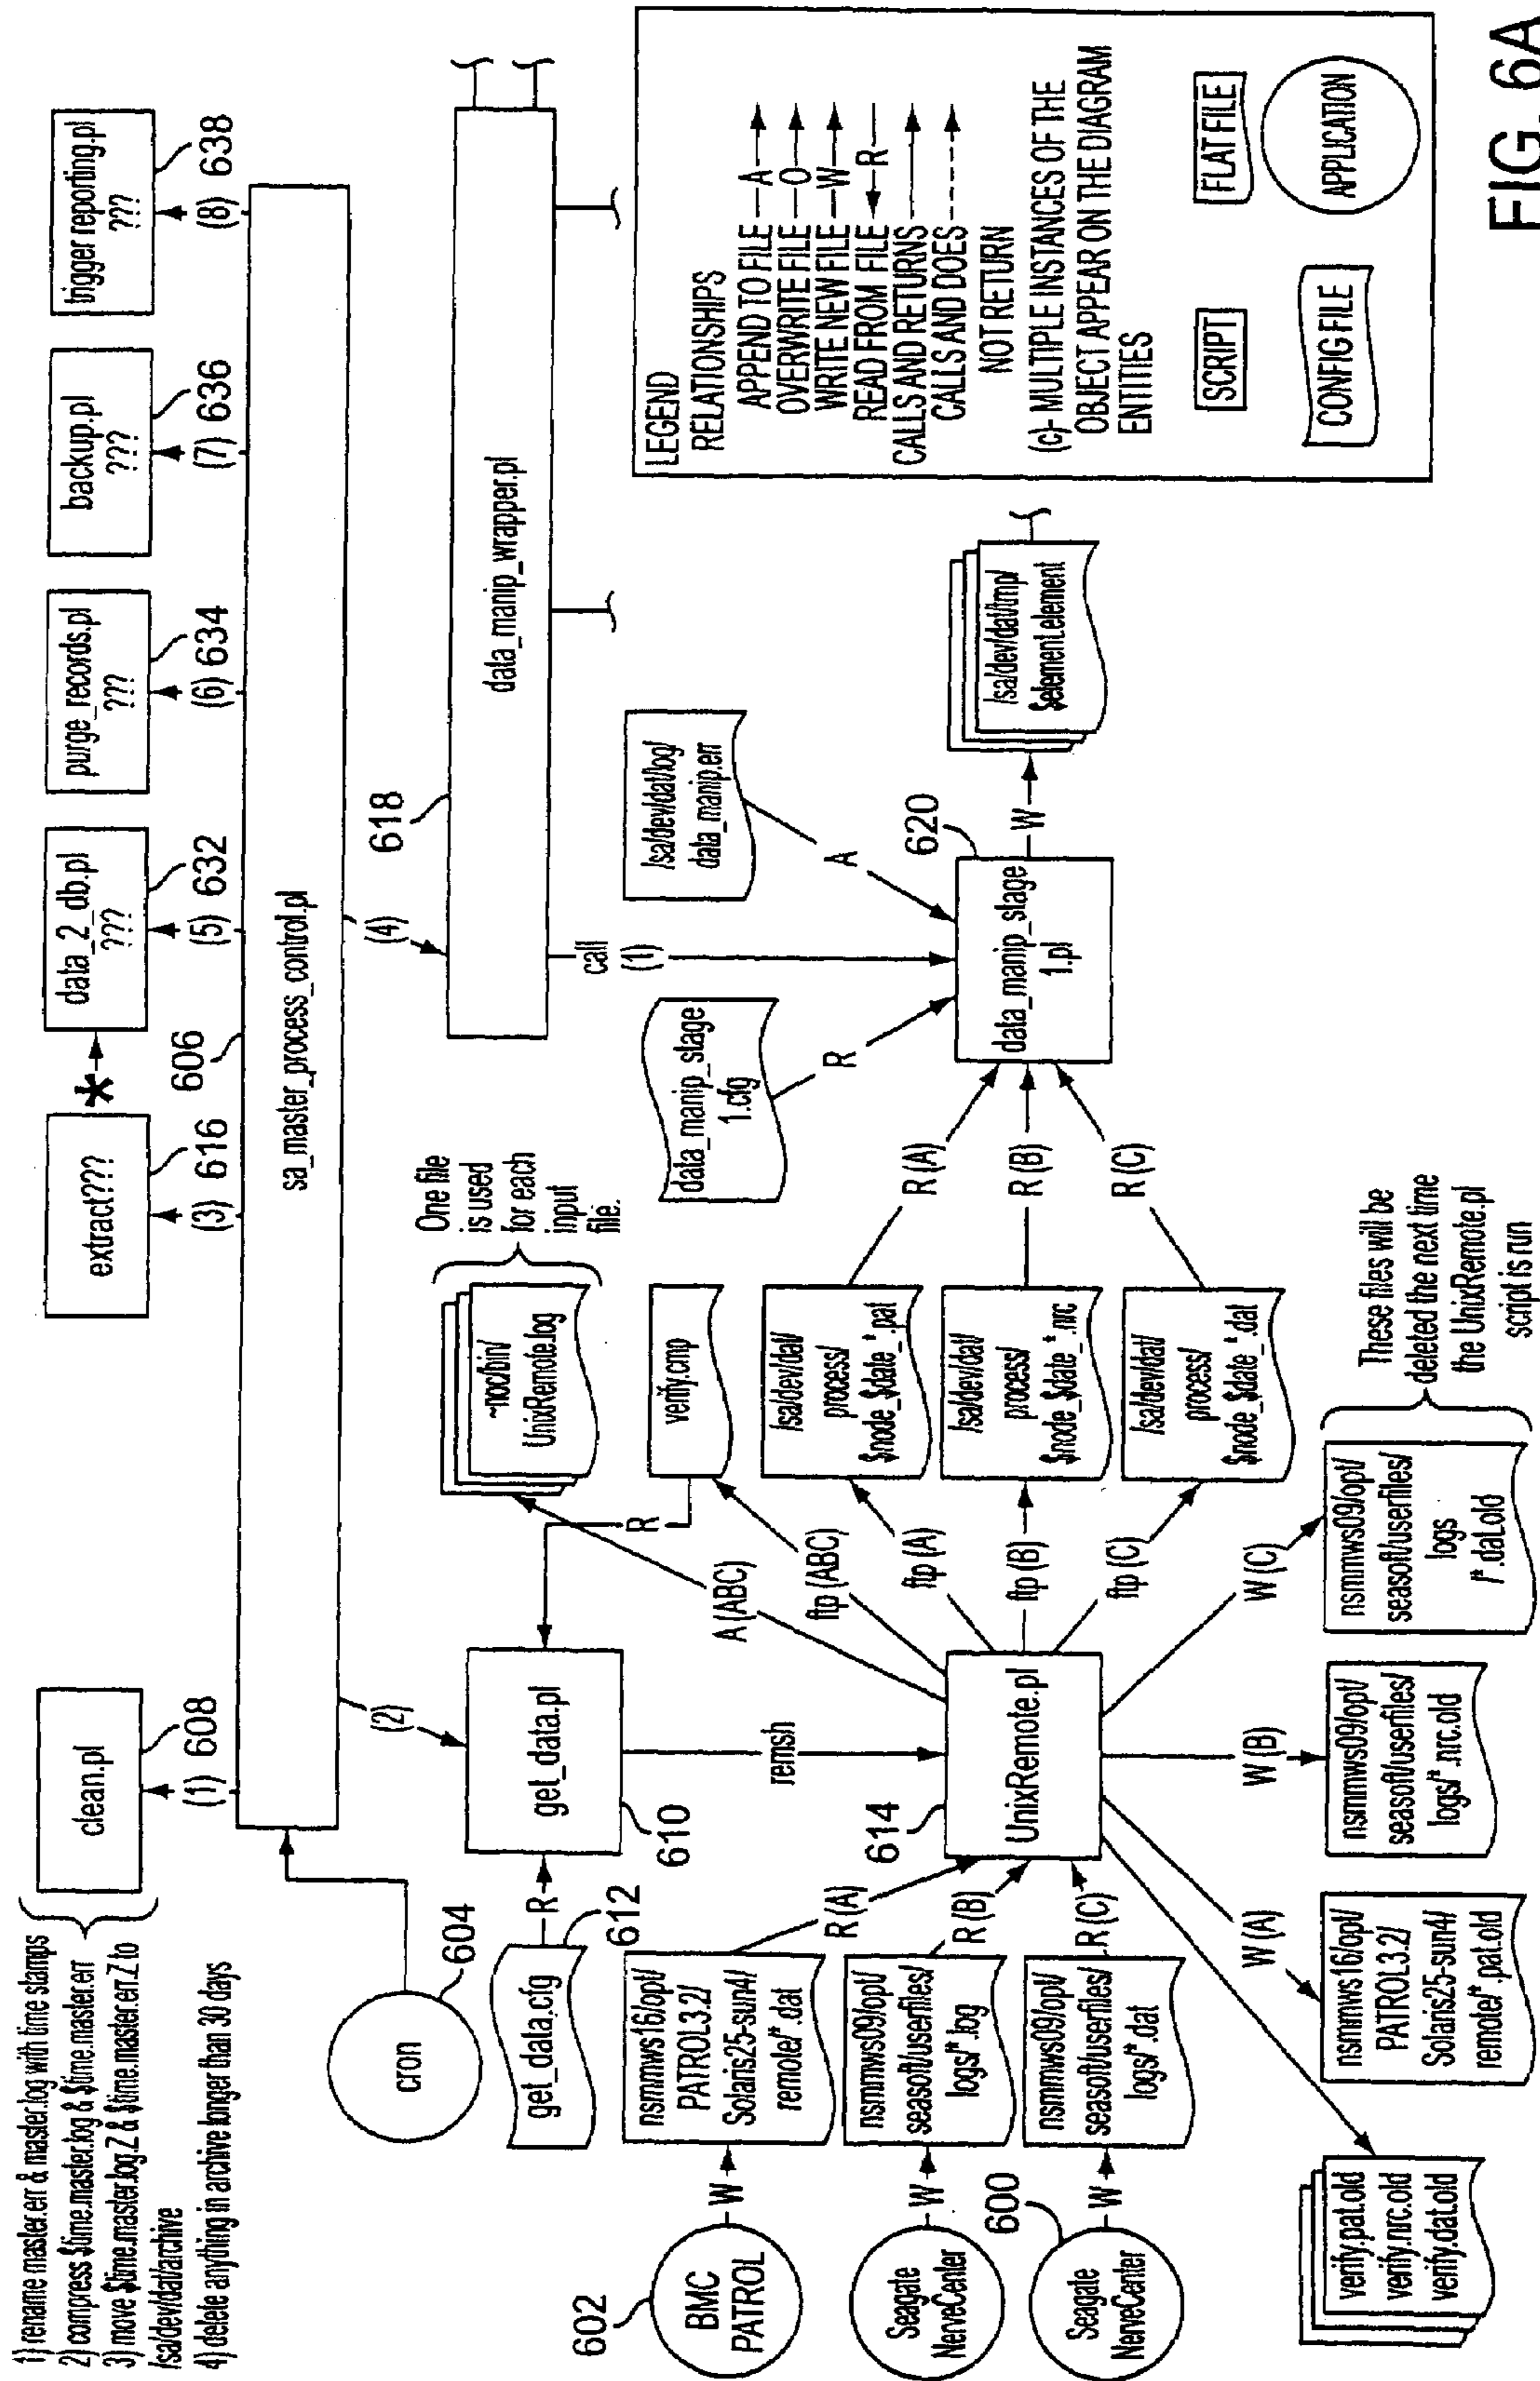 1) rename master.err & master.log with time stamps
2) compress $time.master.log & $time.master.err
3) move $time.master.log.Z & $time.master.err.Z to
/sa/dev/dat/archive
4) delete anything in archive longer than 30 days
clean.pl
608
(1)
extract???
616
(3)
*
data_2_db.pl
???
632
(5)
purge_records.pl
???
634
(6)
backup.pl
???
636
(7)
trigger reporting.pl
???
638
(8)
606
sa_master_process_control.pl
cron
604
(2)
(4)
618
data_manip_wrapper.pl
get_data.cfg
612
R
get_data.pl
610
R
remsh
~noc/bin/
UnixRemote.log
One file
is used
for each
input
file.
verify.cmp
A (ABC)
ftp (ABC)
ftp (A)
ftp (B)
ftp (C)
/sa/dev/dat/
process/
$node_$date_*.pat
/sa/dev/dat/
process/
$node_$date_*.nrc
/sa/dev/dat/
process/
$node_$date_*.dat
R (A)
R (B)
R (C)
data_manip_stage
1.cfg
R
call
(1)
/sa/dev/dat/log/
data_manip.err
A
620
data_manip_stage
1.pl
W
/sa/dev/dat/tmp/
$element.element
602
BMC
PATROL
W
nsmmws16/opt/
PATROL3.2/
Solaris25-sun4/
remote/*.dat
R (A)
Seagate
NerveCenter
W
nsmmws09/opt/
seasoft/userfiles/
logs/*.log
R (B)
600
Seagate
NerveCenter
W
nsmmws09/opt/
seasoft/userfiles/
logs/*.dat
R (C)
614
UnixRemote.pl
verify.pat.old
verify.nrc.old
verify.dat.old
W (A)
nsmmws16/opt/
PATROL3.2/
Solaris25-sun4/
remote/*.pat.old
W (B)
nsmmws09/opt/
seasoft/userfiles/
logs/*.nrc.old
W (C)
nsmmws09/opt/
seasoft/userfiles/
logs
/*.dat.old
These files will be
deleted the next time
the UnixRemote.pl
script is run
LEGEND
RELATIONSHIPS
APPEND TO FILE A
OVERWRITE FILE O
WRITE NEW FILE W
READ FROM FILE R
CALLS AND RETURNS
CALLS AND DOES
NOT RETURN
(c)- MULTIPLE INSTANCES OF THE
OBJECT APPEAR ON THE DIAGRAM
ENTITIES
SCRIPT
FLAT FILE
CONFIG FILE
APPLICATION
FIG. 6A